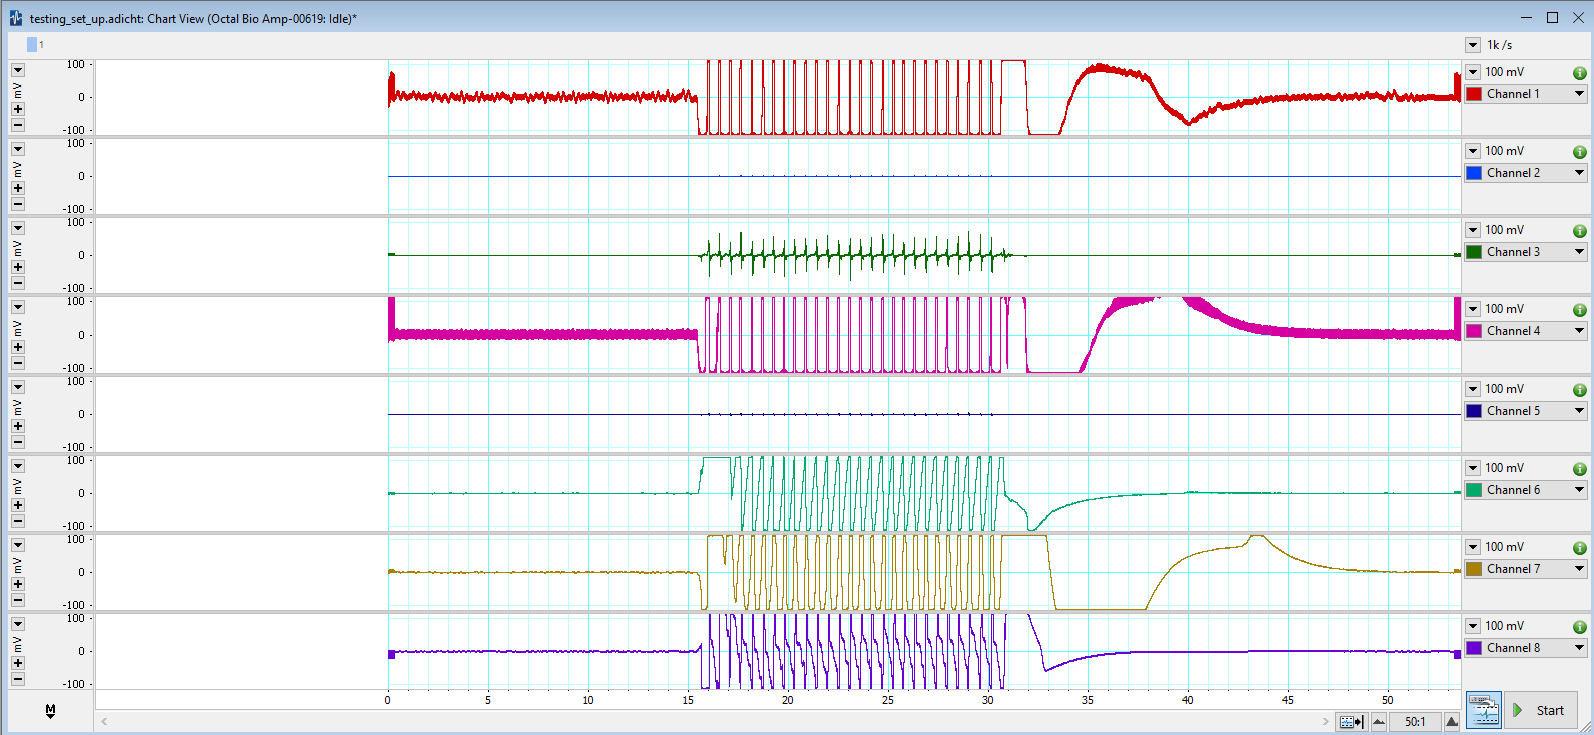 testing_set_up.adicht: Chart View (Octal Bio Amp-00619: Idle)*
1
1k /s
100
0
-100
mV
100 mV
Channel 1
100
0
-100
mV
100 mV
Channel 2
100
0
-100
mV
100 mV
Channel 3
100
0
-100
mV
100 mV
Channel 4
100
0
-100
mV
100 mV
Channel 5
100
0
-100
mV
100 mV
Channel 6
100
0
-100
mV
100 mV
Channel 7
100
0
-100
mV
100 mV
Channel 8
0 5 10 15 20 25 30 35 40 45 50
M
50:1
Start